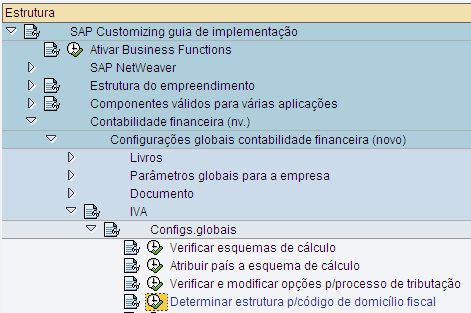 Estrutura
SAP Customizing guia de implementação
Ativar Business Functions
SAP NetWeaver
Estrutura do empreendimento
Componentes válidos para várias aplicações
Contabilidade financeira (nv.)
Configurações globais contabilidade financeira (novo)
Livros
Parâmetros globais para a empresa
Documento
IVA
Configs.globais
Verificar esquemas de cálculo
Atribuir país a esquema de cálculo
Verificar e modificar opções p/processo de tributação
Determinar estrutura p/código de domicílio fiscal